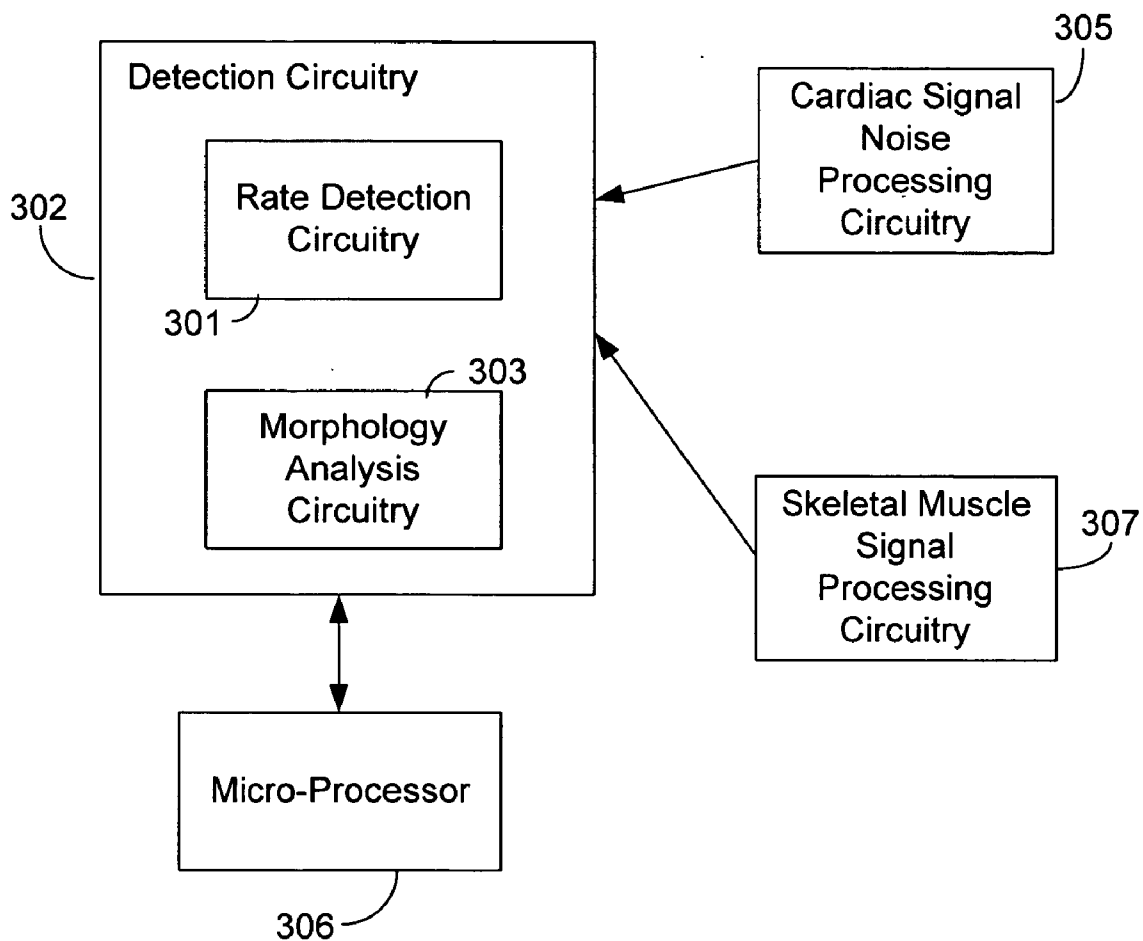 305
Detection Circuitry
Cardiac Signal
Noise
Processing
Circuitry
Rate Detection
Circuitry
302
301
303
Morphology
Analysis
Circuitry
Skeletal Muscle
Signal
Processing
Circuitry
307
Micro-Processor
306